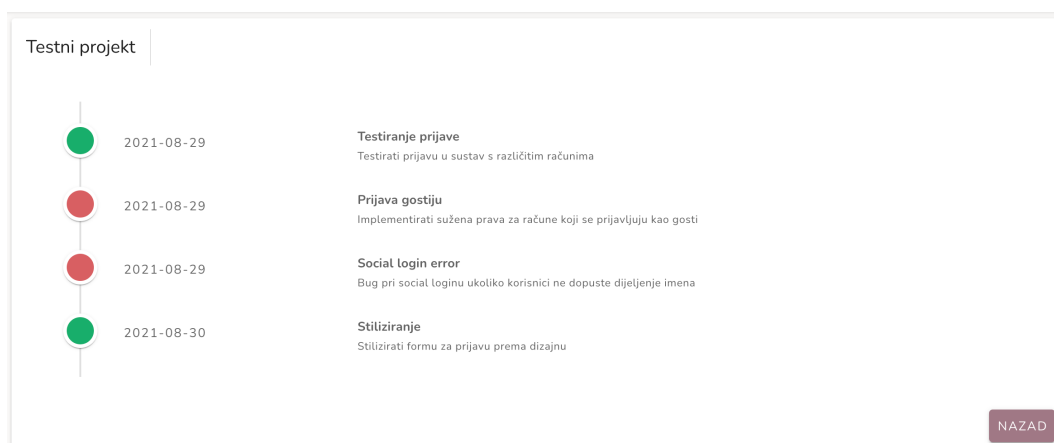 Testni projekt
2021-08-29
Testiranje prijave
Testirati prijavu u sustav s različitim računima
2021-08-29
Prijava gostiju
Implementirati sužena prava za račune koji se prijavljuju kao gosti
2021-08-29
Social login error
Bug pri social loginu ukoliko korisnici ne dopuste dijeljenje imena
2021-08-30
Stiliziranje
Stilizirati formu za prijavu prema dizajnu
NAZAD